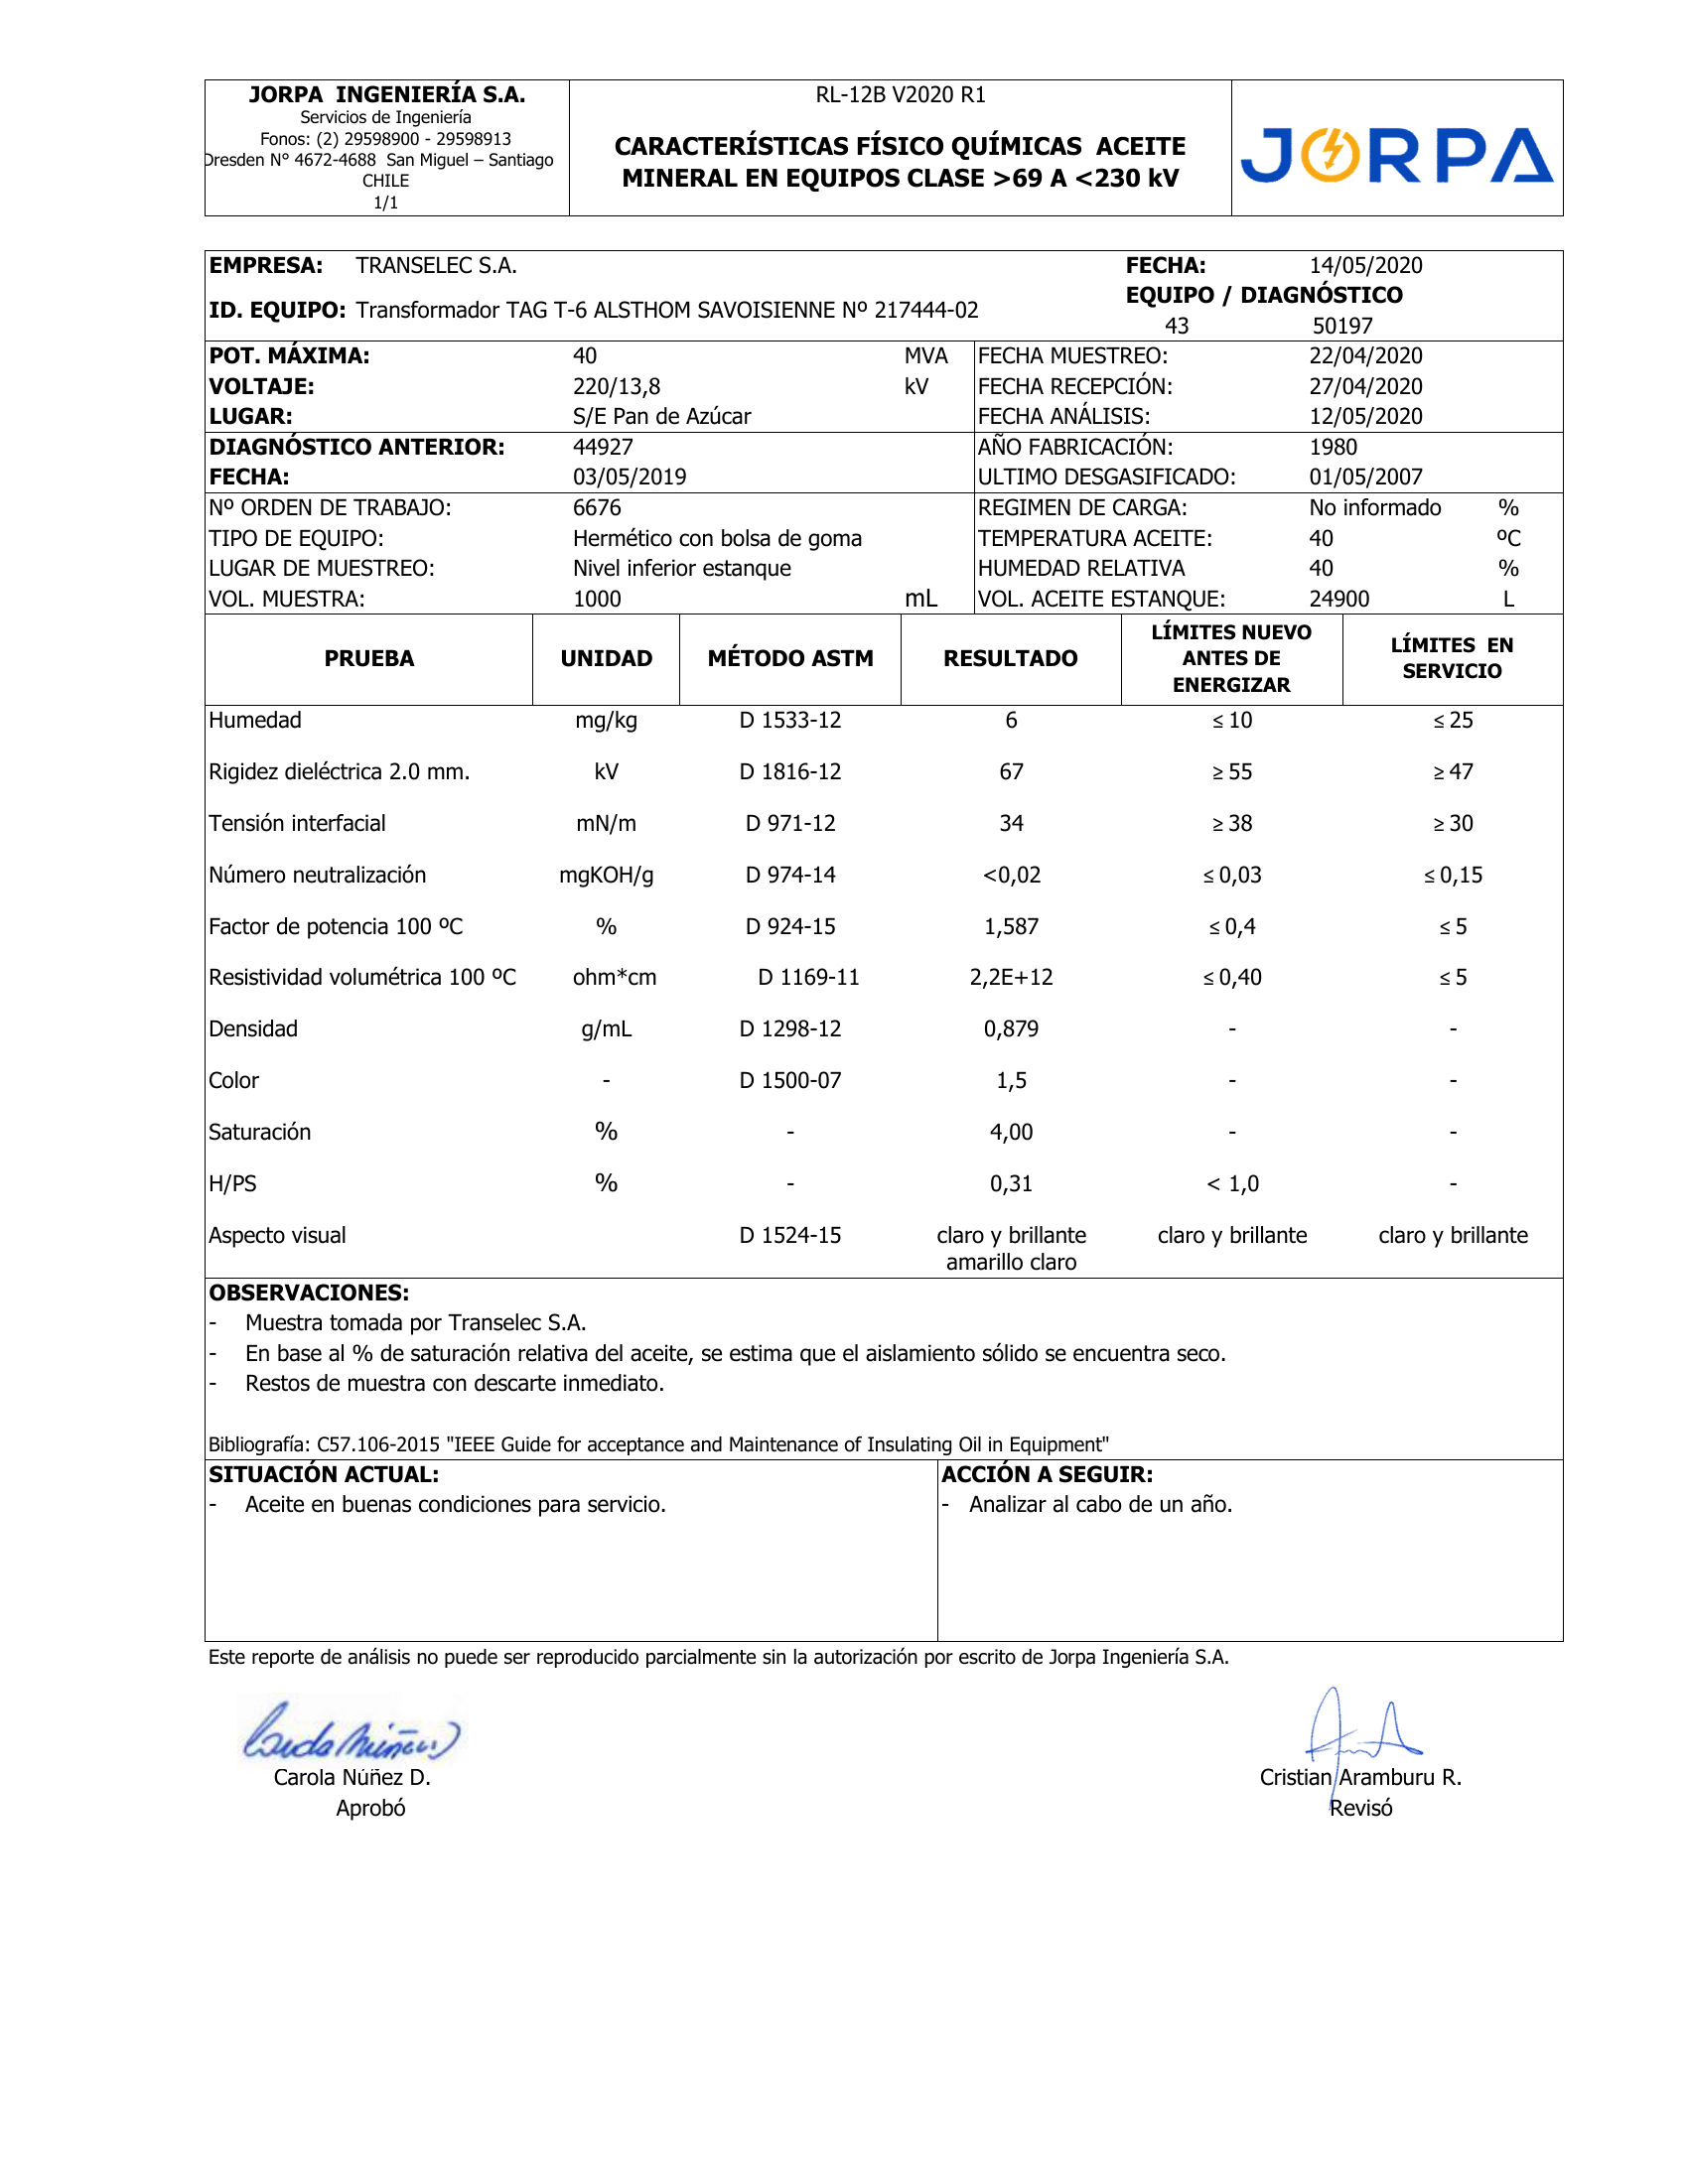 JORPA  INGENIERÍA S.A.
Servicios de Ingeniería
Fonos: (2) 29598900 - 29598913
Dresden N° 4672-4688  San Miguel – Santiago
CHILE
1/1
RL-12B V2020 R1
CARACTERÍSTICAS FÍSICO QUÍMICAS  ACEITE
MINERAL EN EQUIPOS CLASE >69 A <230 kV
JORPA
EMPRESA: TRANSELEC S.A. FECHA: 14/05/2020
EQUIPO / DIAGNÓSTICO
ID. EQUIPO: Transformador TAG T-6 ALSTHOM SAVOISIENNE Nº 217444-02
43 50197
POT. MÁXIMA: 40 MVA FECHA MUESTREO: 22/04/2020
VOLTAJE: 220/13,8 kV FECHA RECEPCIÓN: 27/04/2020
LUGAR: S/E Pan de Azúcar FECHA ANÁLISIS: 12/05/2020
DIAGNÓSTICO ANTERIOR: 44927 AÑO FABRICACIÓN: 1980
FECHA: 03/05/2019 ULTIMO DESGASIFICADO: 01/05/2007
Nº ORDEN DE TRABAJO: 6676 REGIMEN DE CARGA: No informado %
TIPO DE EQUIPO: Hermético con bolsa de goma TEMPERATURA ACEITE: 40 ºC
LUGAR DE MUESTREO: Nivel inferior estanque HUMEDAD RELATIVA 40 %
VOL. MUESTRA: 1000 mL VOL. ACEITE ESTANQUE: 24900 L
PRUEBA UNIDAD MÉTODO ASTM RESULTADO LÍMITES NUEVO ANTES DE ENERGIZAR LÍMITES  EN SERVICIO
Humedad mg/kg D 1533-12 6 ≤ 10 ≤ 25
Rigidez dieléctrica 2.0 mm. kV D 1816-12 67 ≥ 55 ≥ 47
Tensión interfacial mN/m D 971-12 34 ≥ 38 ≥ 30
Número neutralización mgKOH/g D 974-14 <0,02 ≤ 0,03 ≤ 0,15
Factor de potencia 100 ºC % D 924-15 1,587 ≤ 0,4 ≤ 5
Resistividad volumétrica 100 ºC ohm*cm D 1169-11 2,2E+12 ≤ 0,40 ≤ 5
Densidad g/mL D 1298-12 0,879 - -
Color - D 1500-07 1,5 - -
Saturación % - 4,00 - -
H/PS % - 0,31 < 1,0 -
Aspecto visual D 1524-15 claro y brillante claro y brillante claro y brillante
amarillo claro
OBSERVACIONES:
- Muestra tomada por Transelec S.A.
- En base al % de saturación relativa del aceite, se estima que el aislamiento sólido se encuentra seco.
- Restos de muestra con descarte inmediato.
Bibliografía: C57.106-2015 "IEEE Guide for acceptance and Maintenance of Insulating Oil in Equipment"
SITUACIÓN ACTUAL: ACCIÓN A SEGUIR:
- Aceite en buenas condiciones para servicio. - Analizar al cabo de un año.
Este reporte de análisis no puede ser reproducido parcialmente sin la autorización por escrito de Jorpa Ingeniería S.A.
Carola Núñez D. Cristian Aramburu R.
Aprobó Revisó